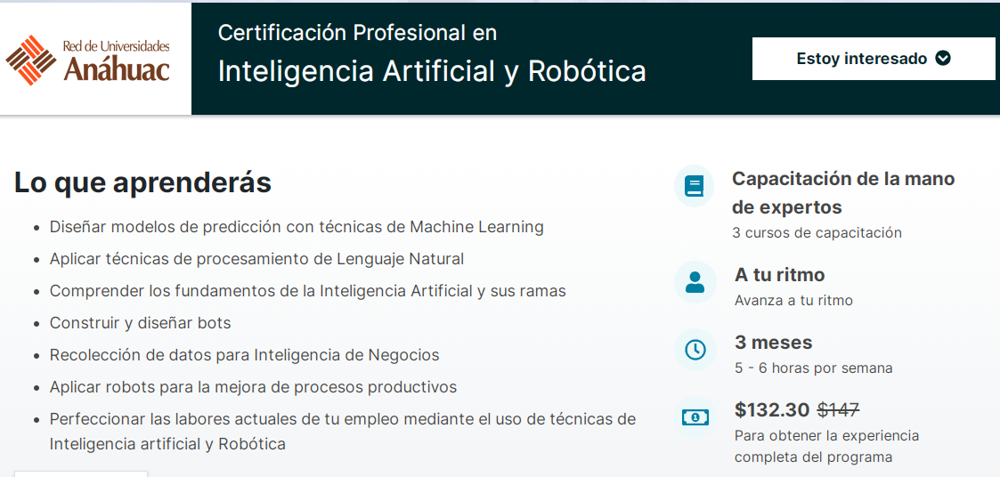 Red de Universidades
Anáhuac
Certificación Profesional en
Inteligencia Artificial y Robótica
Estoy interesado
Lo que aprenderás
Diseñar modelos de predicción con técnicas de Machine Learning
Aplicar técnicas de procesamiento de Lenguaje Natural
Comprender los fundamentos de la Inteligencia Artificial y sus ramas
Construir y diseñar bots
Recolección de datos para Inteligencia de Negocios
Aplicar robots para la mejora de procesos productivos
Perfeccionar las labores actuales de tu empleo mediante el uso de técnicas de
Inteligencia artificial y Robótica
Capacitación de la mano
de expertos
3 cursos de capacitación
A tu ritmo
Avanza a tu ritmo
3 meses
5 - 6 horas por semana
$132.30 $147
Para obtener la experiencia
completa del programa